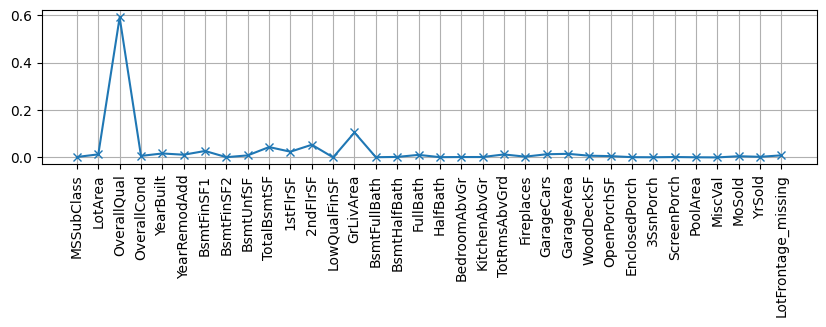 0.6
0.4
0.2
0.0
MSSubClass
LotArea
OverallQual
OverallCond
YearBuilt
YearRemodAdd
BsmtFinSF1
BsmtFinSF2
BsmtUnfSF
TotalBsmtSF
1stFlrSF
2ndFlrSF
LowQualFinSF
GrLivArea
BsmtFullBath
BsmtHalfBath
FullBath
HalfBath
BedroomAbvGr
KitchenAbvGr
TotRmsAbvGrd
Fireplaces
GarageCars
GarageArea
WoodDeckSF
OpenPorchSF
EnclosedPorch
3SsnPorch
ScreenPorch
PoolArea
MiscVal
MoSold
YrSold
LotFrontage_missing